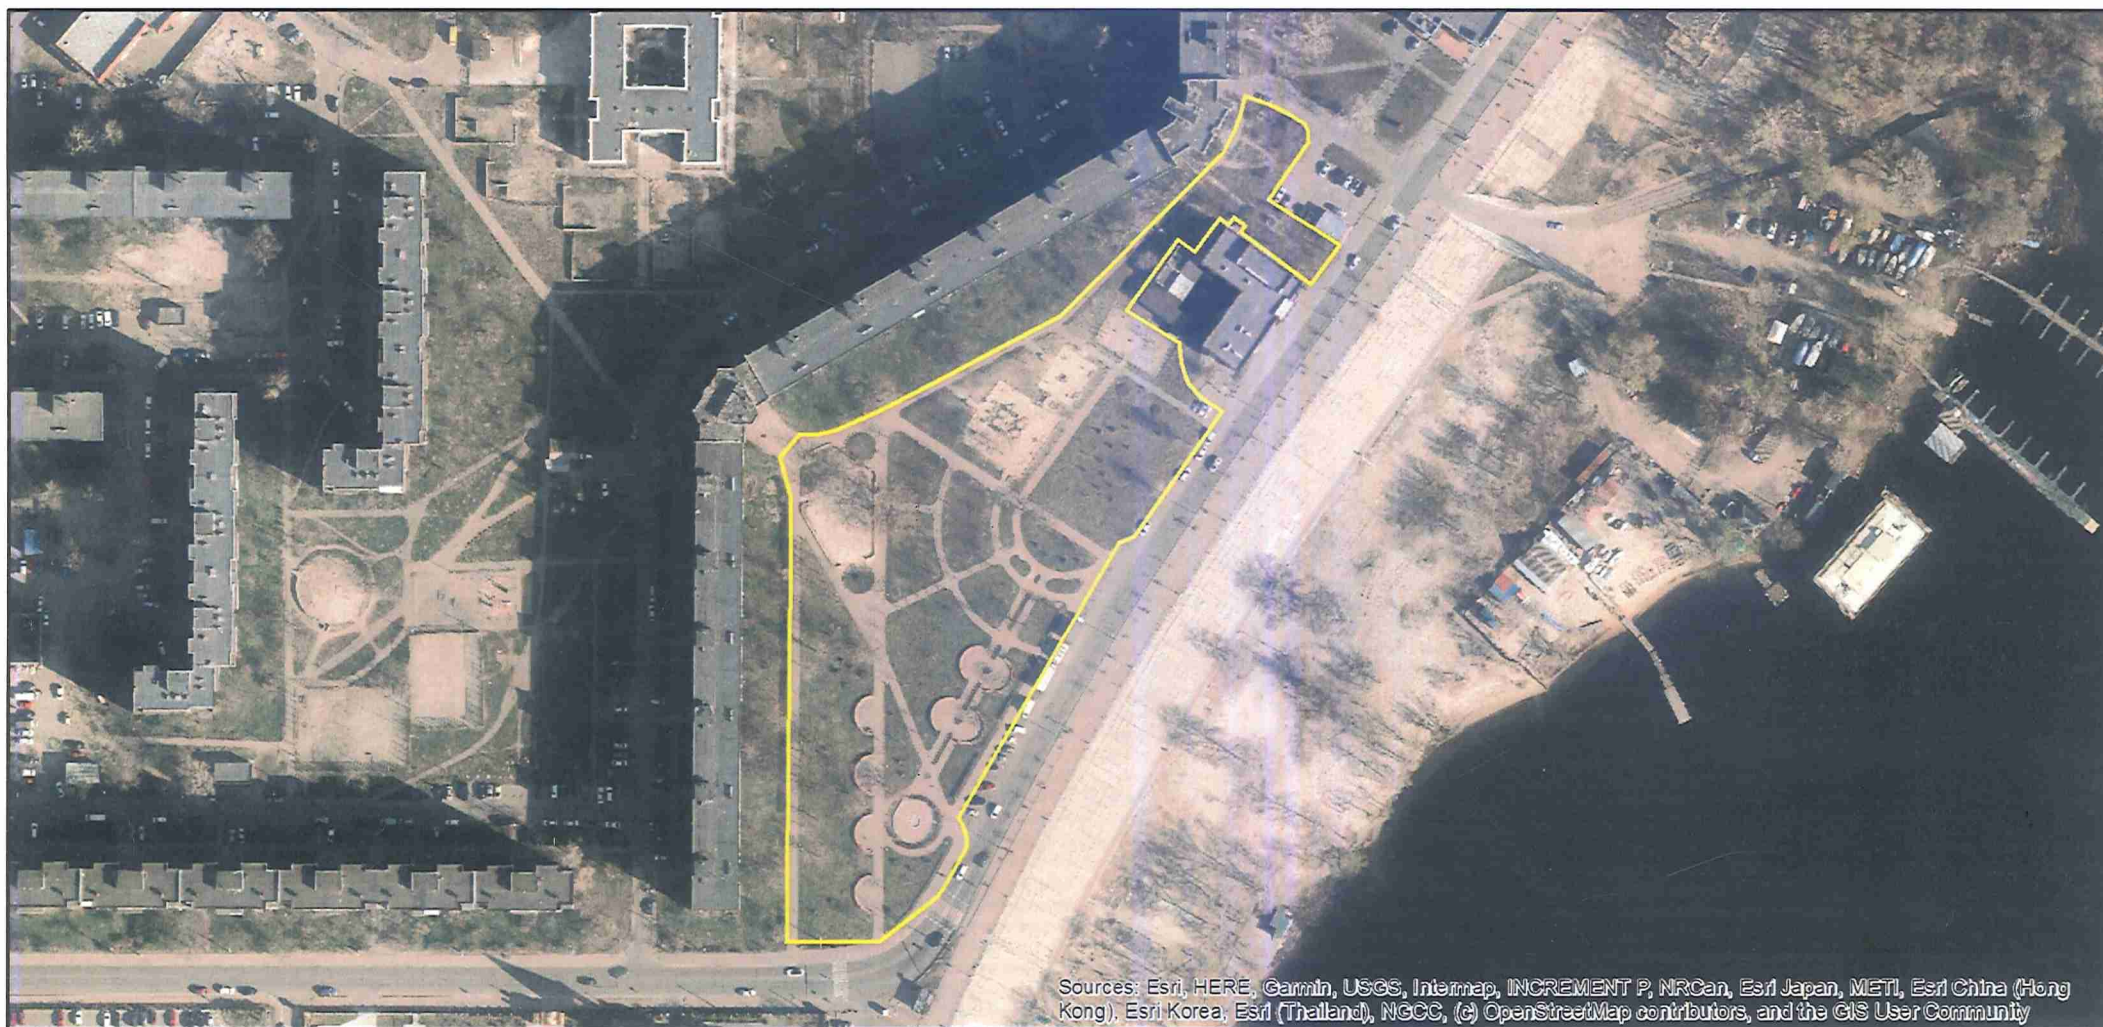 Sources: Esri, HERE, Garmin, USGS, Intermap, INCREMENT P, NRCan, Esri Japan, METI, Esri China (Hong
Kong), Esri Korea, Esri (Thailand), NGCC, (c) OpenStreetMap contributors, and the GIS User Community